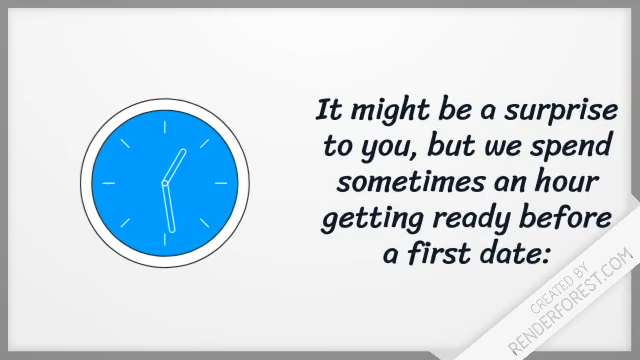 It might be a surprise
to you, but we spend
sometimes an hour
getting ready before
a first date:
CREATED BY
RENDERFOREST.COM